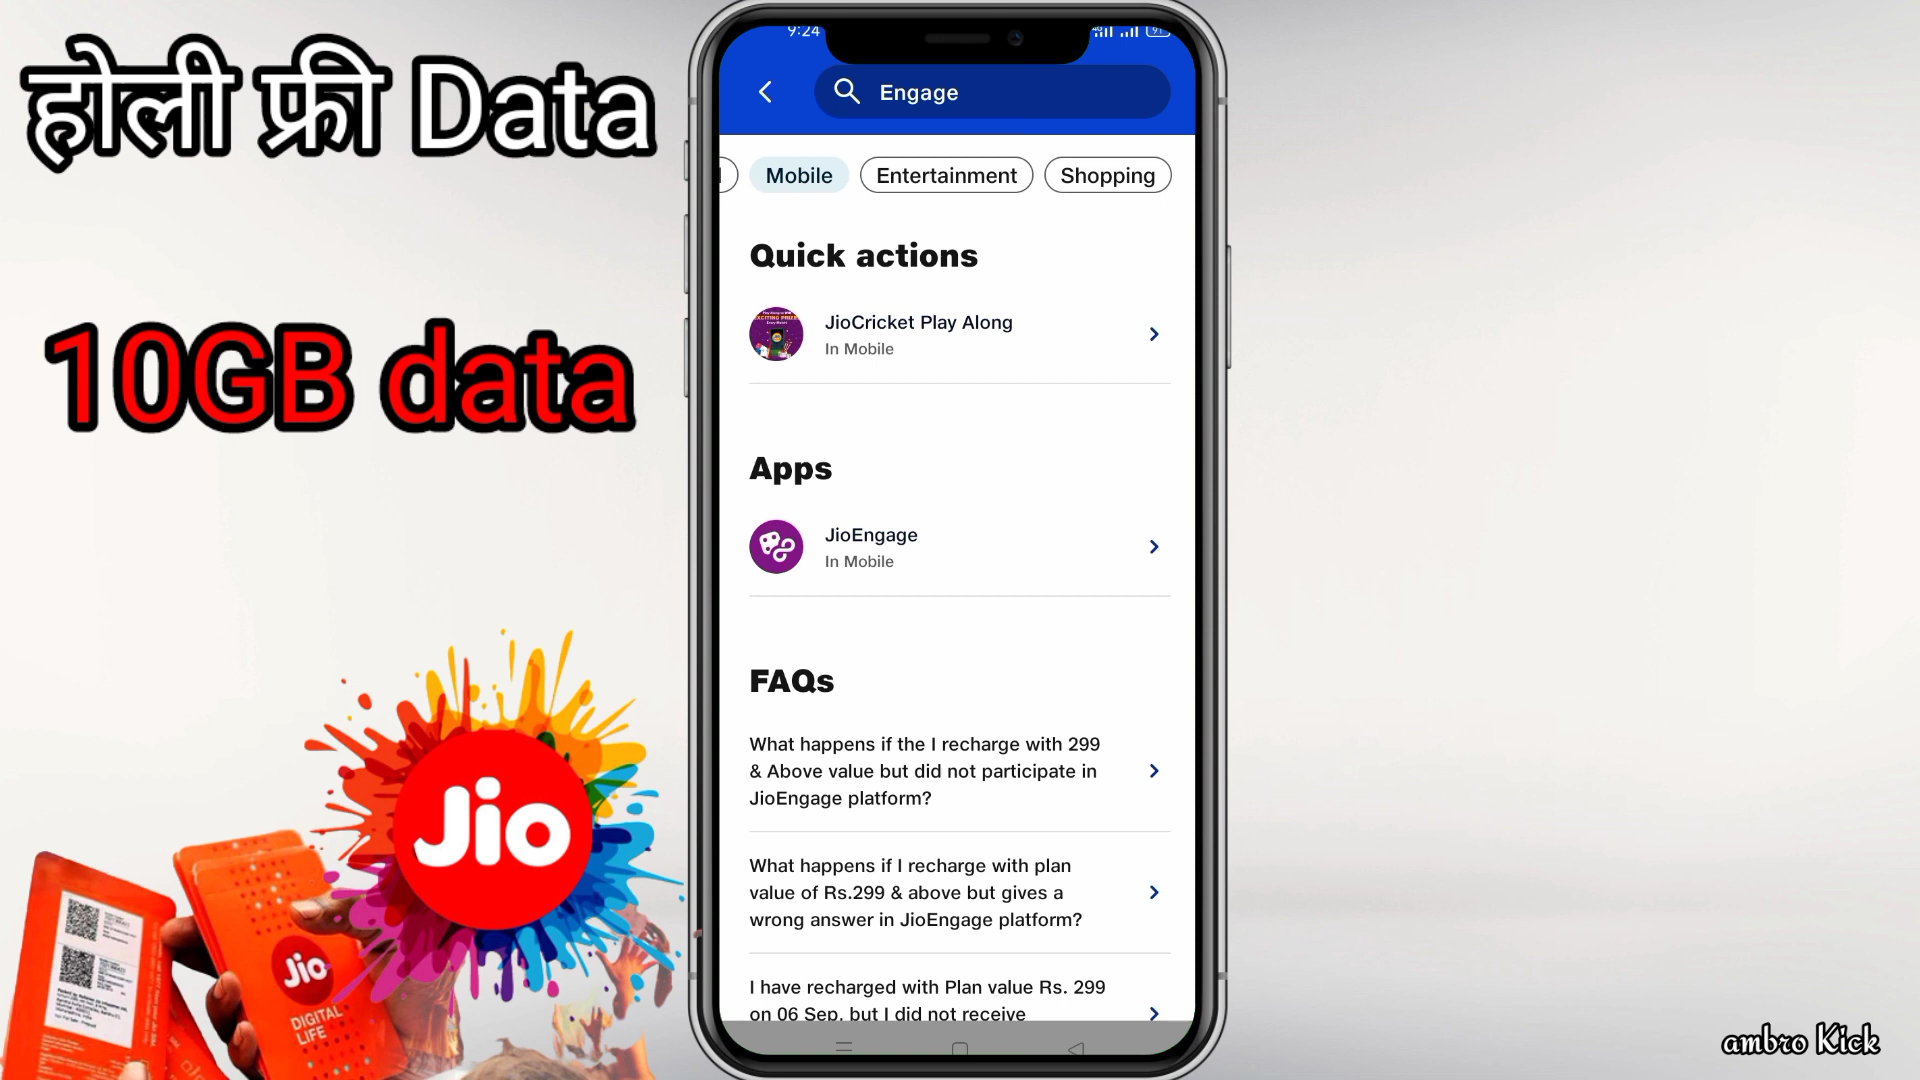 होली फ्री Data
10GB data
9:24
91
Engage
Mobile
Entertainment
Shopping
Quick actions
JioCricket Play Along
In Mobile
Apps
JioEngage
In Mobile
FAQs
What happens if the I recharge with 299
& Above value but did not participate in
JioEngage platform?
What happens if I recharge with plan
value of Rs.299 & above but gives a
wrong answer in JioEngage platform?
I have recharged with Plan value Rs. 299
on 06 Sep. but I did not receive
Jio
Jio
DIGITAL
LIFE
ambro Kick